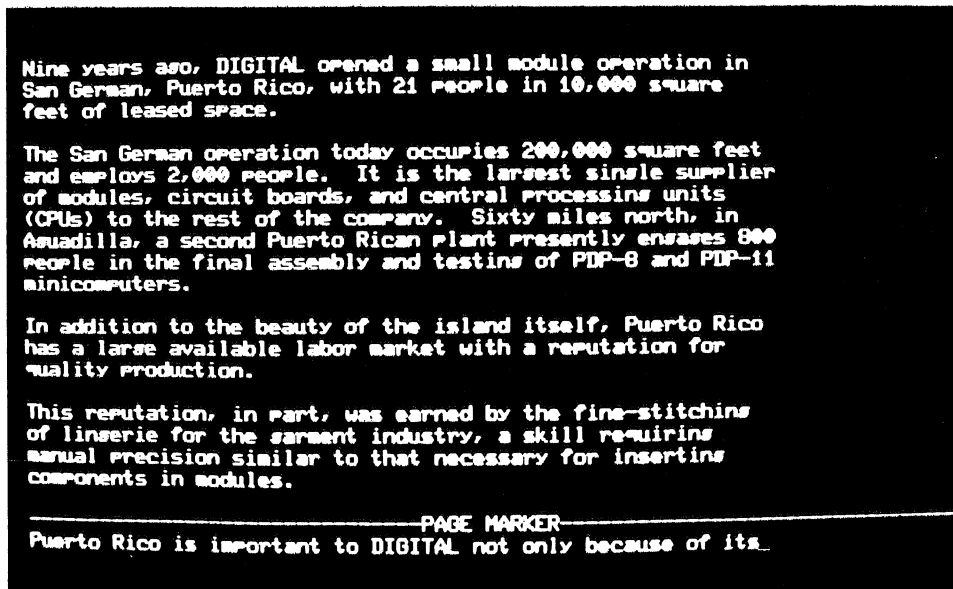 Nine years ago, DIGITAL opened a small module operation in
San German, Puerto Rico, with 21 people in 10,000 square
feet of leased space.
The San German operation today occupies 200,000 square feet
and employs 2,000 people. It is the largest single supplier
of modules, circuit boards, and central processing units
(CPUs) to the rest of the company. Sixty miles north, in
Aguadilla, a second Puerto Rican plant presently engages 800
people in the final assembly and testing of PDP-8 and PDP-11
minicomputers.
In addition to the beauty of the island itself, Puerto Rico
has a large available labor market with a reputation for
quality production.
This reputation, in part, was earned by the fine-stitching
of lingerie for the garment industry, a skill requiring
manual precision similar to that necessary for inserting
components in modules.
PAGE MARKER
Puerto Rico is important to DIGITAL not only because of its_